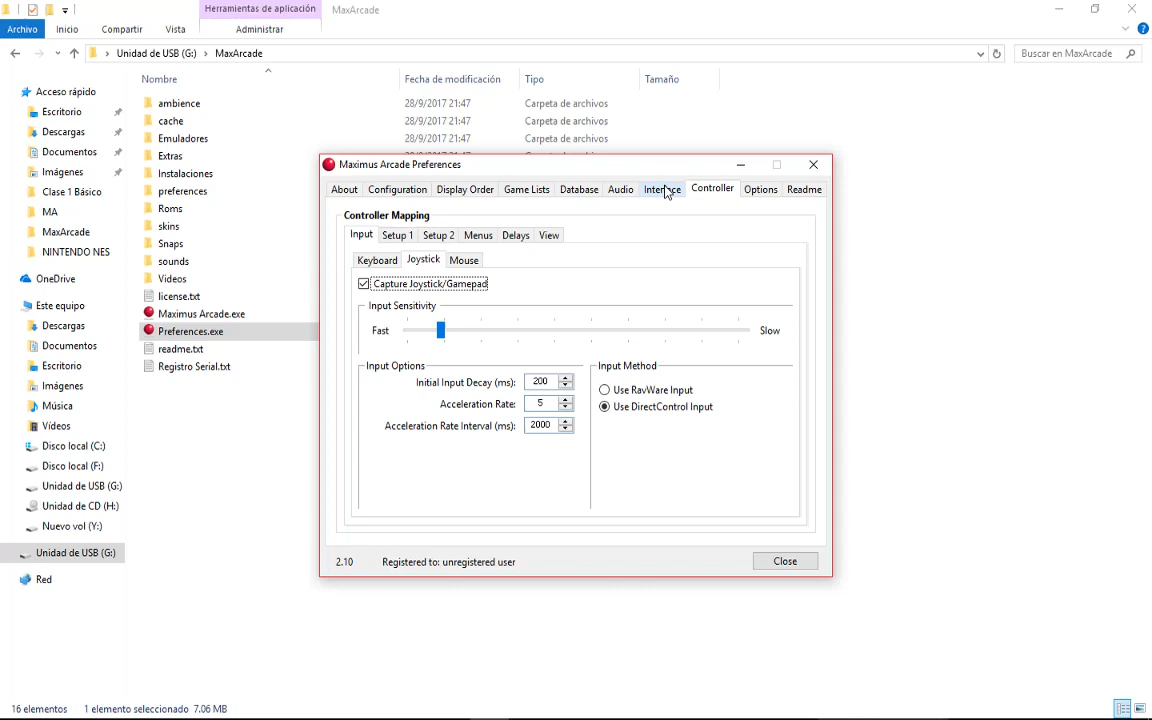 Herramientas de aplicación
MaxArcade
Archivo
Inicio
Compartir
Vista
Administrar
Unidad de USB (G:)
MaxArcade
Buscar en MaxArcade
Nombre
Fecha de modificación
Tipo
Tamaño
Acceso rápido
Escritorio
Descargas
Documentos
Imágenes
Clase 1 Básico
MA
MaxArcade
NINTENDO NES
OneDrive
Este equipo
Descargas
Documentos
Escritorio
Imágenes
Música
Vídeos
Disco local (C:)
Disco local (F:)
Unidad de USB (G:)
Unidad de CD (H:)
Nuevo vol (Y:)
Unidad de USB (G:)
Red
ambience 28/9/2017 21:47 Carpeta de archivos
cache 28/9/2017 21:47 Carpeta de archivos
Emuladores 28/9/2017 21:47 Carpeta de archivos
Extras
Instalaciones
preferences
Roms
skins
Snaps
sounds
Videos
license.txt
Maximus Arcade.exe
Preferences.exe
readme.txt
Registro Serial.txt
Maximus Arcade Preferences
About
Configuration
Display Order
Game Lists
Database
Audio
Interface
Controller
Options
Readme
Controller Mapping
Input
Setup 1
Setup 2
Menus
Delays
View
Keyboard
Joystick
Mouse
Capture Joystick/Gamepad
Input Sensitivity
Fast
Slow
Input Options
Initial Input Decay (ms): 200
Acceleration Rate: 5
Acceleration Rate Interval (ms): 2000
Input Method
Use RavWare Input
Use DirectControl Input
2.10
Registered to: unregistered user
Close
16 elementos
1 elemento seleccionado 7.06 MB